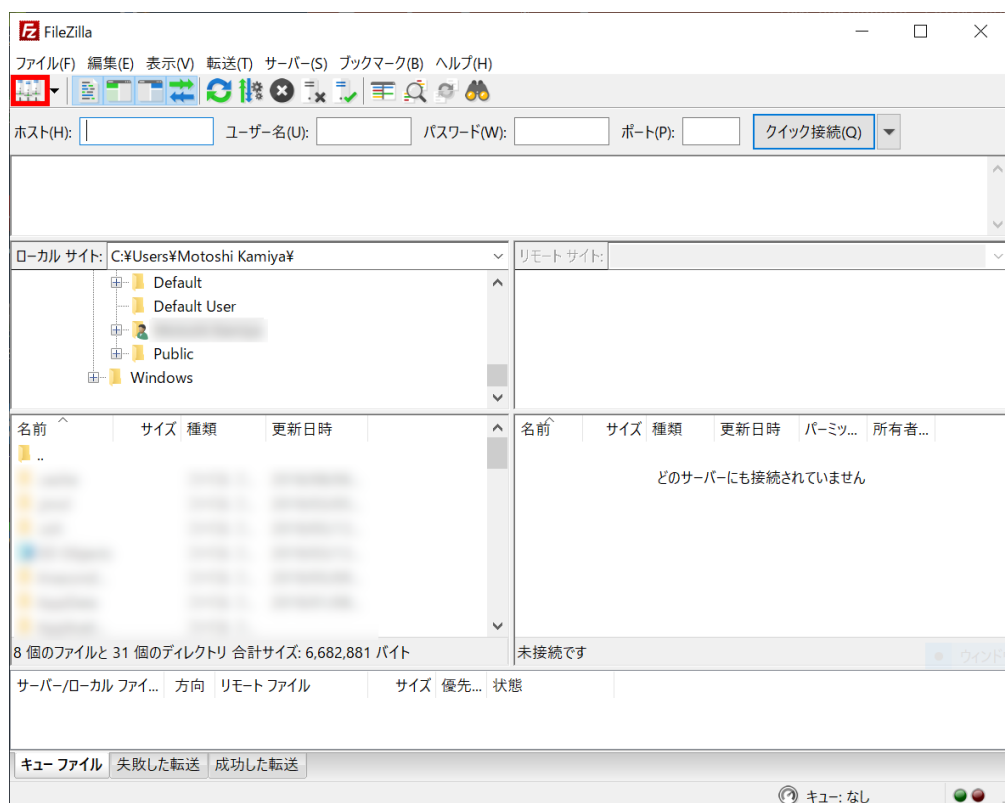 FileZilla
ファイル(F) 編集(E) 表示(V) 転送(T) サーバー(S) ブックマーク(B) ヘルプ(H)
ホスト(H): ユーザー名(U): パスワード(W): ポート(P): クイック接続(Q)
ローカル サイト: C:¥Users¥Motoshi Kamiya¥ リモート サイト:
Default
Default User
Public
Windows
名前 サイズ 種類 更新日時 名前 サイズ 種類 更新日時 パーミッ... 所有者...
..
どのサーバーにも接続されていません
8 個のファイルと 31 個のディレクトリ 合計サイズ: 6,682,881 バイト 未接続です
サーバー/ローカル ファイ... 方向 リモート ファイル サイズ 優先... 状態
キュー ファイル 失敗した転送 成功した転送
キュー: なし